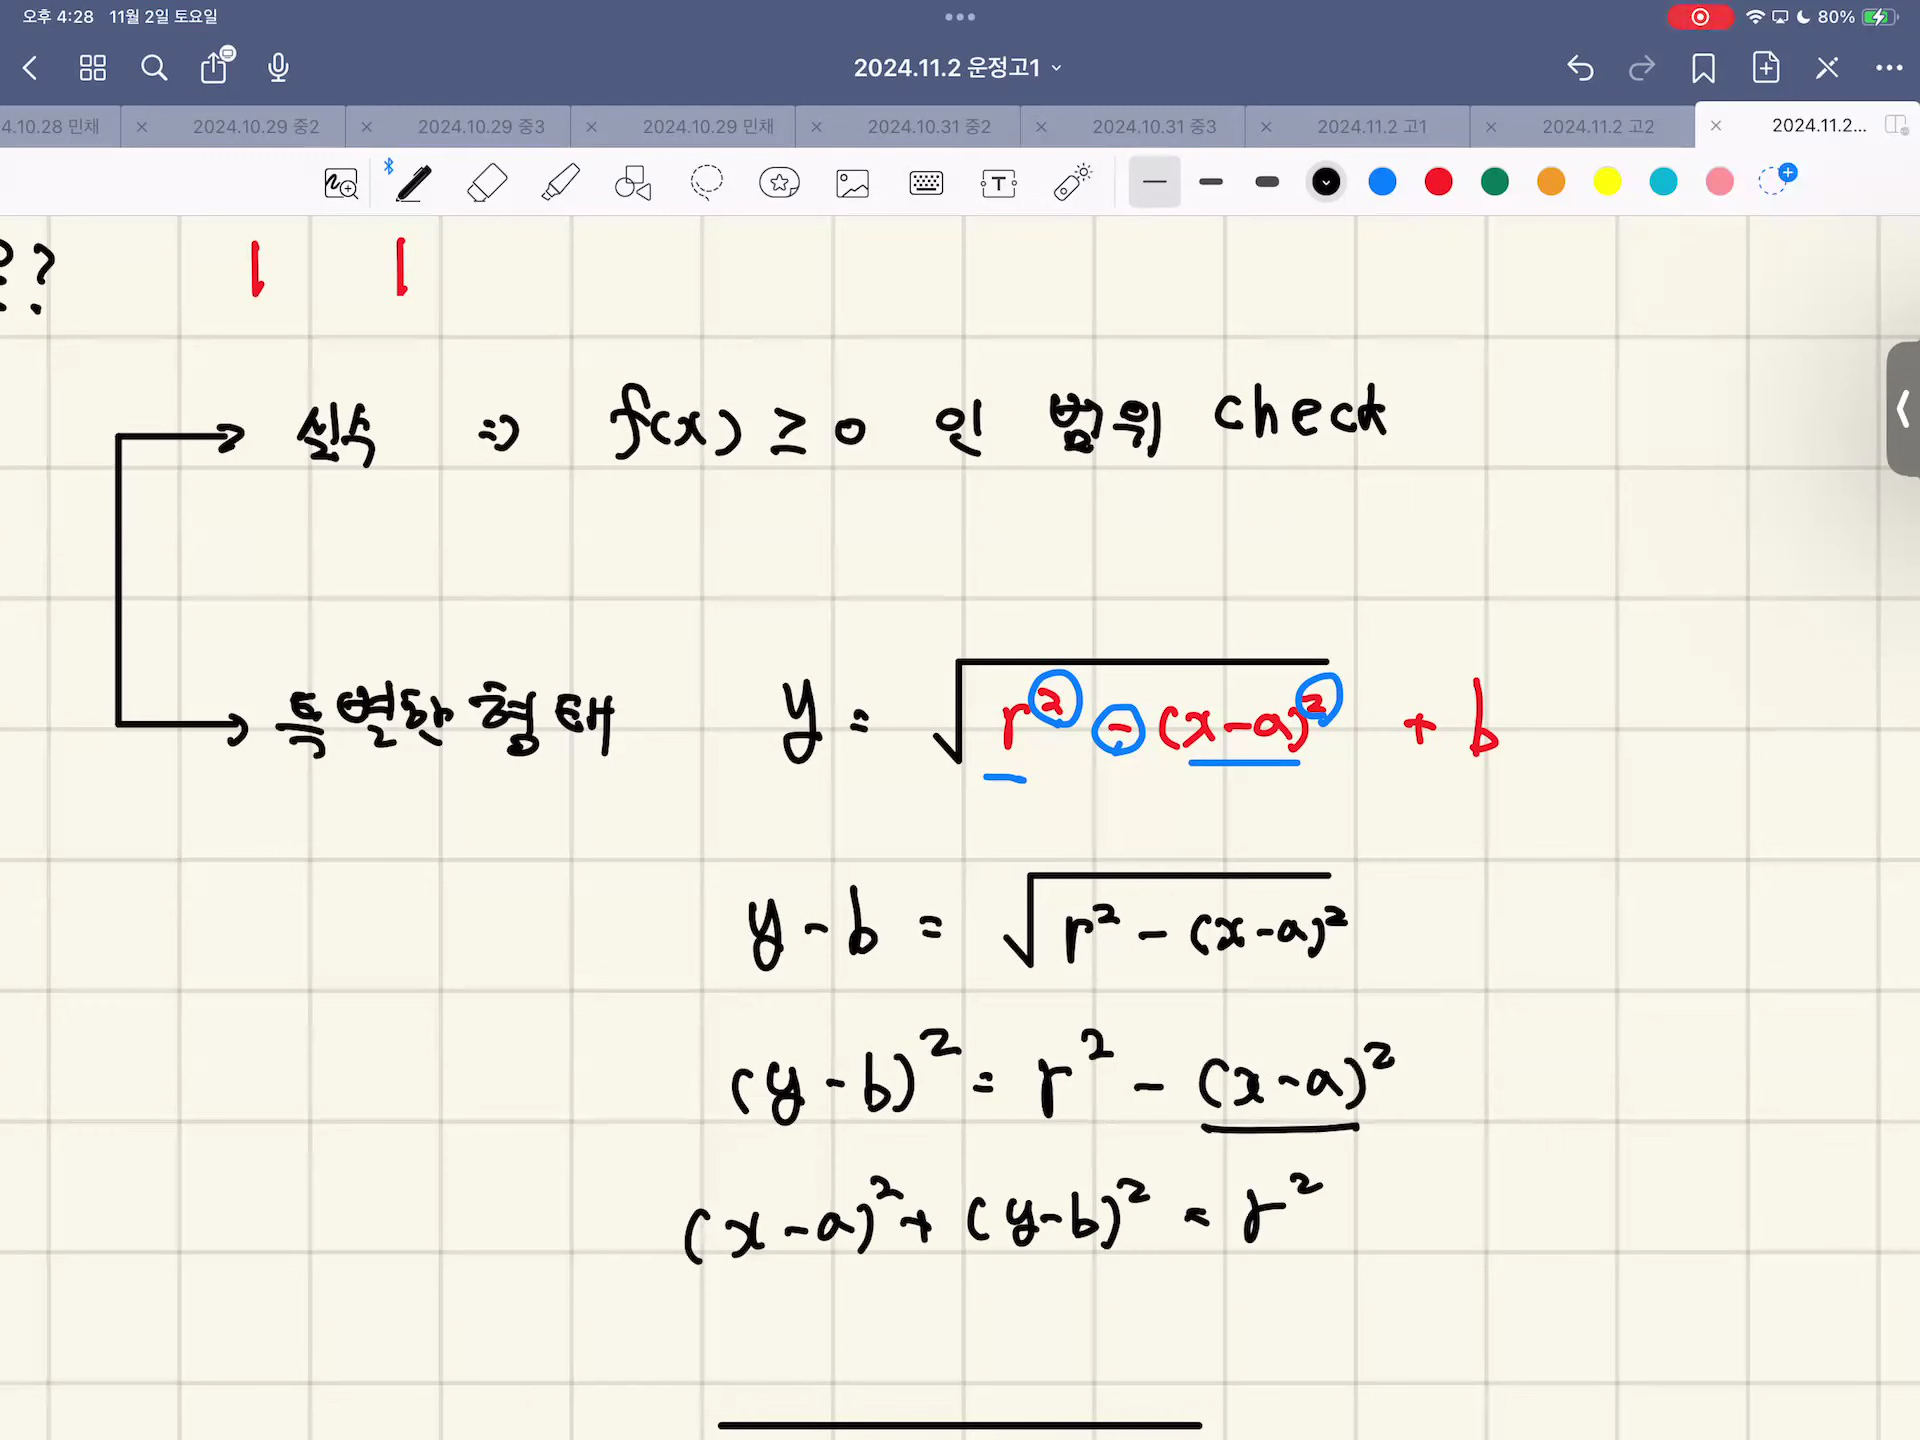 오후 4:28 11월 2일 토요일
80%
2024.11.2 운정고1
4.10.28 민채
2024.10.29 중2
2024.10.29 중3
2024.10.29 민채
2024.10.31 중2
2024.10.31 중3
2024.11.2 고1
2024.11.2 고2
2024.11.2...
?
실수 ⇒ f(x) ≥ 0 인 범위 check
특별한 형태 y = √(r² - (x-a)²) + b
y - b = √(r² - (x-a)²)
(y - b)² = r² - (x-a)²
(x-a)² + (y-b)² = r²